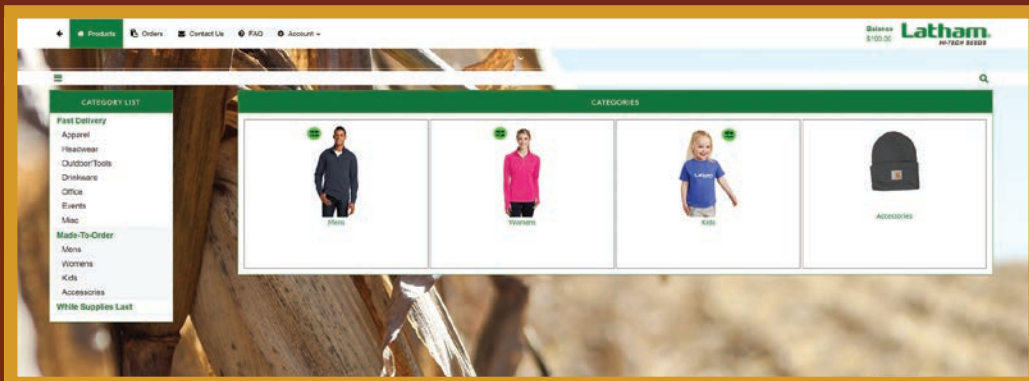 Products Orders Contact Us FAQ Account
Balance
$100.00
Latham
HI-TECH SEEDS
CATEGORY LIST
Fast Delivery
Apparel
Headwear
Outdoor/Tools
Drinkware
Office
Events
Misc
Made-To-Order
Mens
Womens
Kids
Accessories
While Supplies Last
CATEGORIES
Mens
Womens
Latham
Kids
Accessories